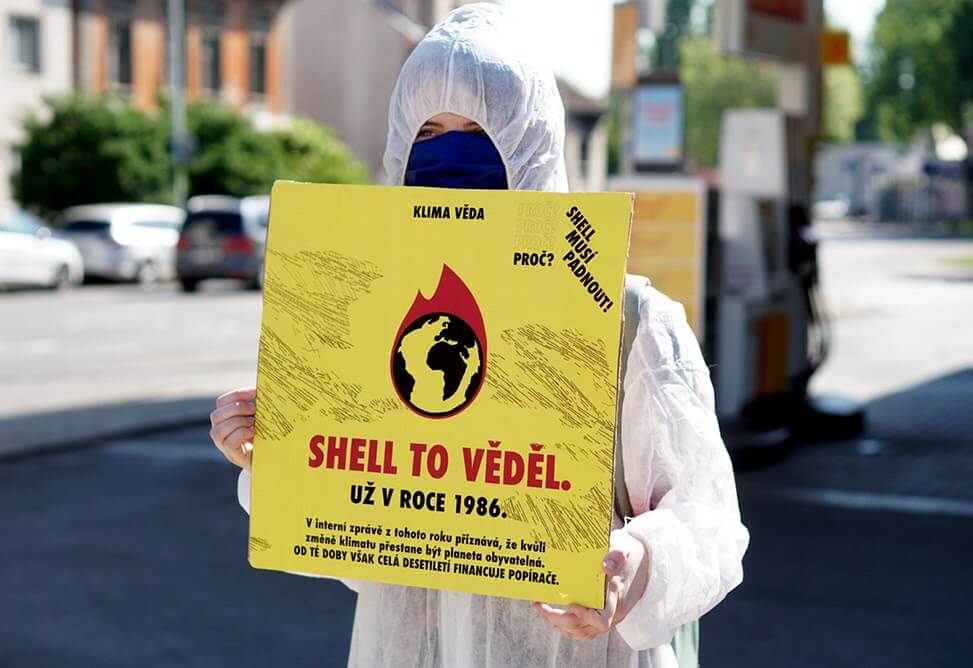 KLIMA VĚDA
PROČ?
PROČ?
PROČ?
PROČ?
SHELL
MUSÍ
PADNOUT!
SHELL TO VĚDĚL.
UŽ V ROCE 1986.
V interní zprávě z tohoto roku přiznává, že kvůli
změně klimatu přestane být planeta obyvatelná.
OD TÉ DOBY VŠAK CELÁ DESETILETÍ FINANCUJE POPÍRAČE.